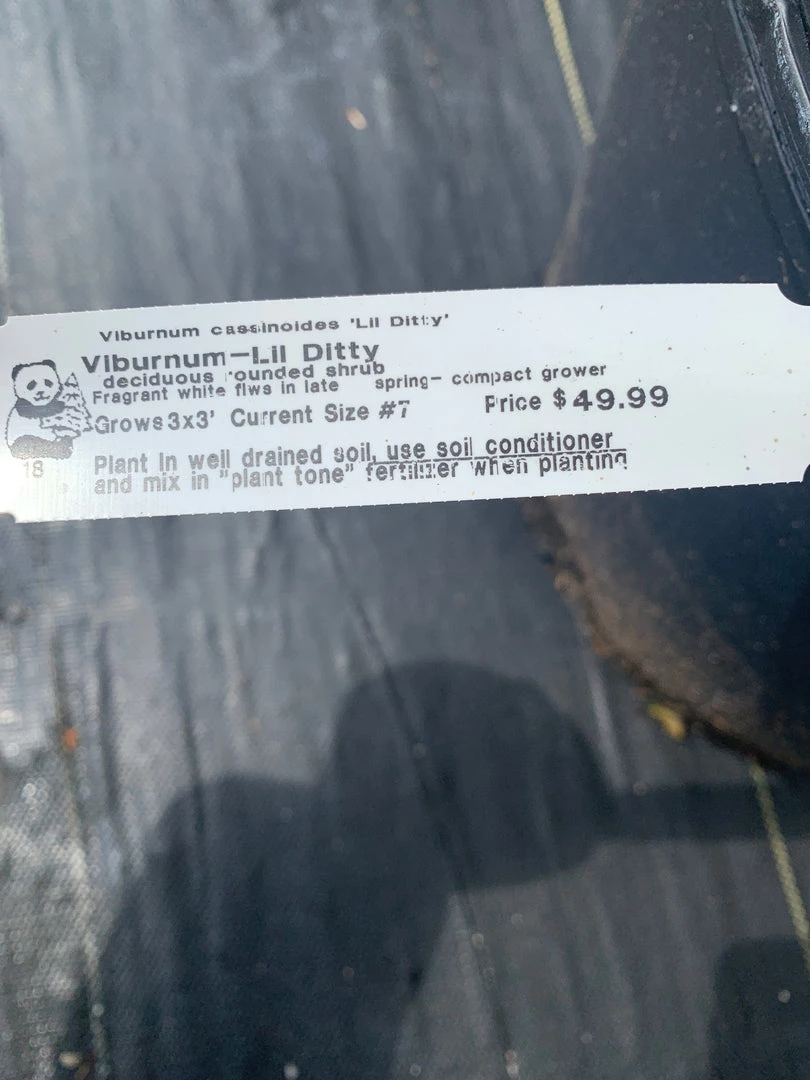 Viburnum cassinoides 'Lil Ditty'
Viburnum-Lil Ditty
deciduous rounded shrub
Fragrant white flws in late spring- compact grower
Grows 3x3' Current Size #7 Price $49.99
18
Plant in well drained soil, use soil conditioner
and mix in "plant tone" fertilizer when planting